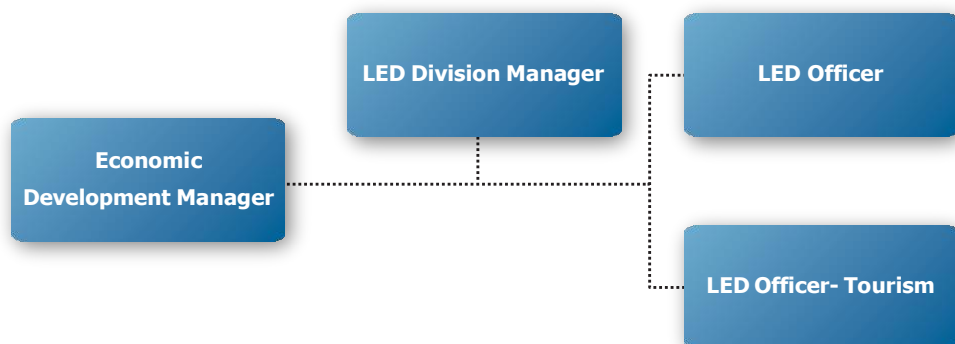 LED Division Manager
LED Officer
Economic
Development Manager
LED Officer- Tourism